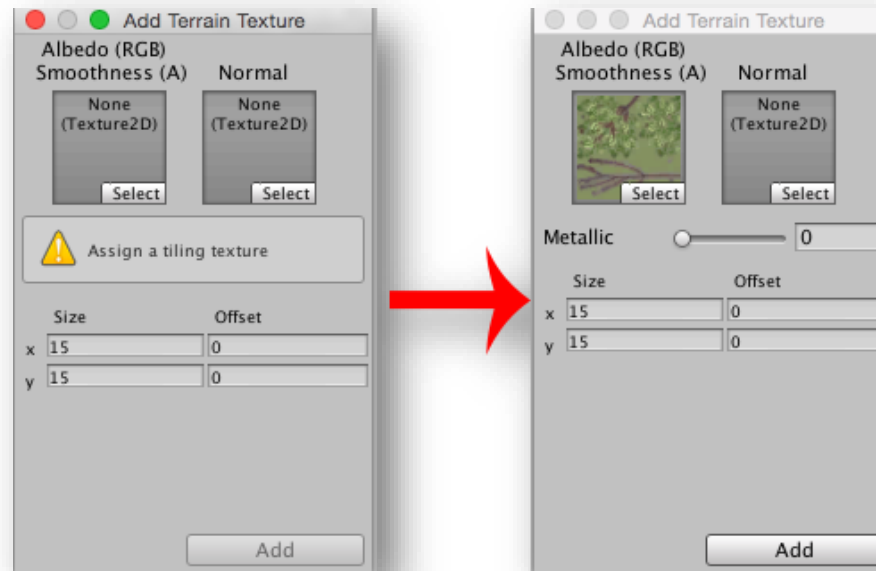 Add Terrain Texture
Albedo (RGB)
Smoothness (A) Normal
None
(Texture2D)
Select
None
(Texture2D)
Select
Assign a tiling texture
Size Offset
x 15 0
y 15 0
Add
Add Terrain Texture
Albedo (RGB)
Smoothness (A) Normal
Select
None
(Texture2D)
Select
Metallic 0
Size Offset
x 15 0
y 15 0
Add